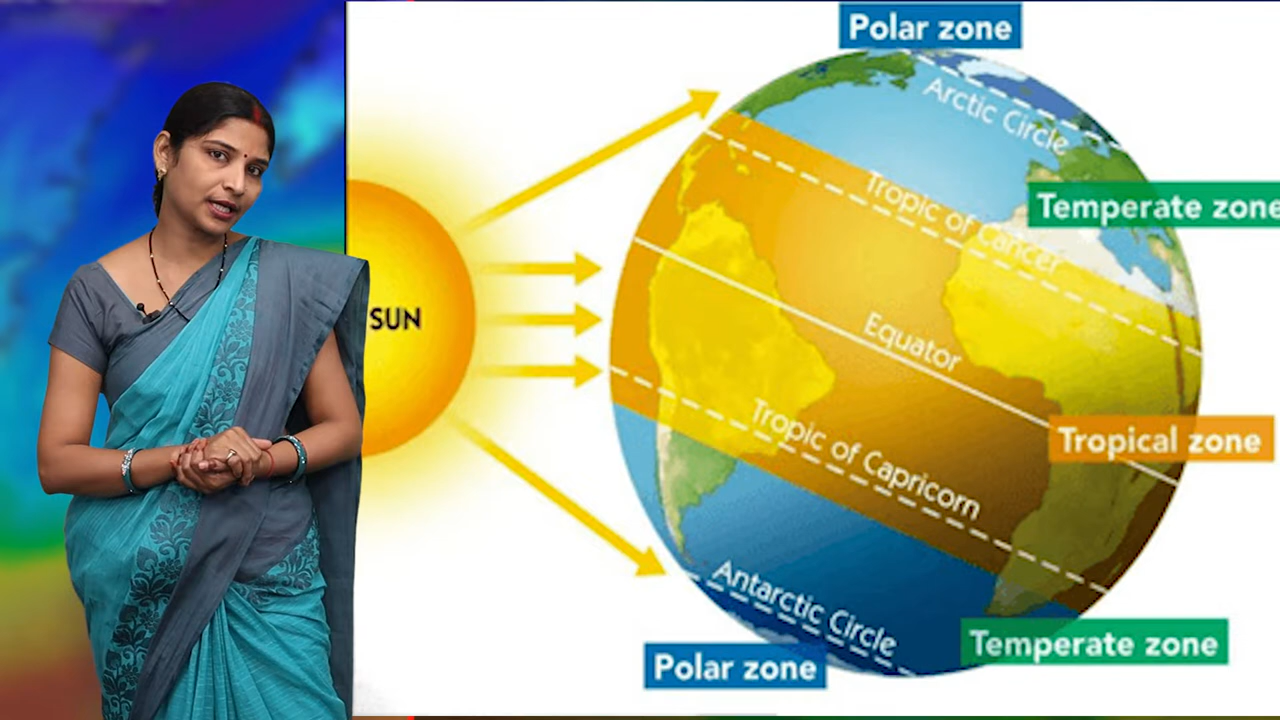 Polar zone
Arctic Circle
Temperate zone
Tropic of Cancer
SUN
Equator
Tropical zone
Tropic of Capricorn
Antarctic Circle
Temperate zone
Polar zone